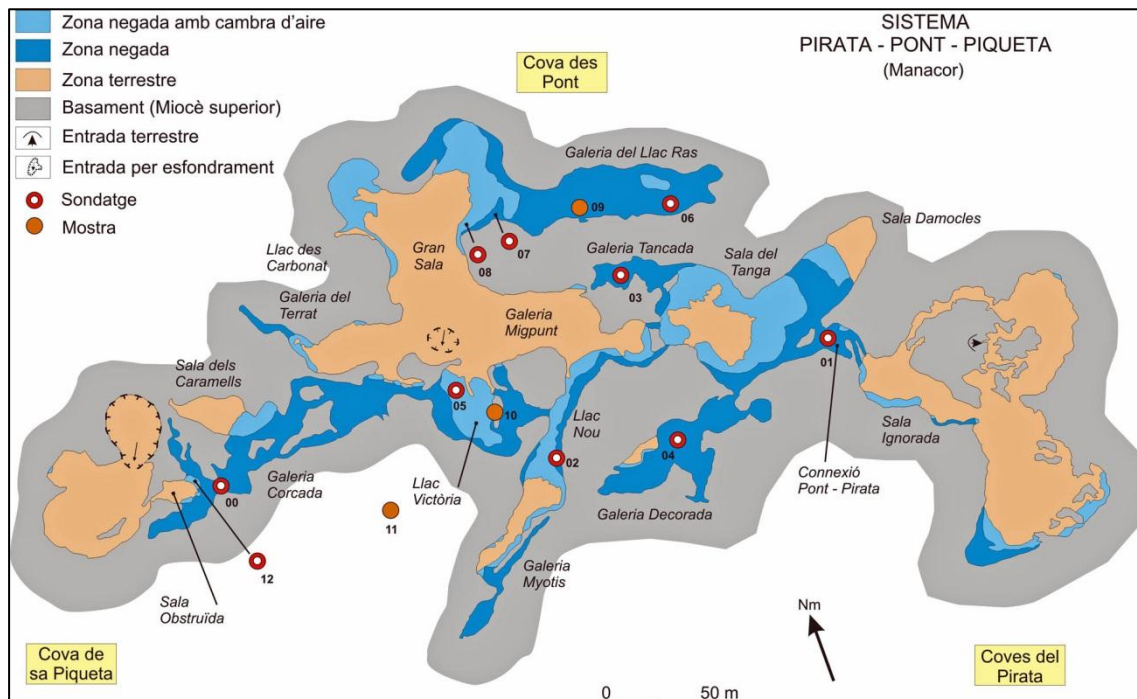 Zona negada amb cambra d'aire
Zona negada
Zona terrestre
Basament (Miocè superior)
Entrada terrestre
Entrada per esfondrament
Sondatge
Mostra
SISTEMA
PIRATA - PONT - PIQUETA
(Manacor)
Cova des
Pont
Galeria del Llac Ras
09
06
Sala Damocles
07
08
Llac des
Carbonat
Gran
Sala
Galeria Tancada
03
Sala del
Tanga
Galeria del
Terrat
Galeria
Migpunt
01
Sala dels
Caramells
05
10
Llac
Nou
02
04
Sala
Ignorada
Connexió
Pont - Pirata
Galeria
Corcada
00
Llac
Victòria
11
Galeria Decorada
12
Galeria
Myotis
Sala
Obstruïda
Nm
Cova de
sa Piqueta
Coves del
Pirata
0 50 m